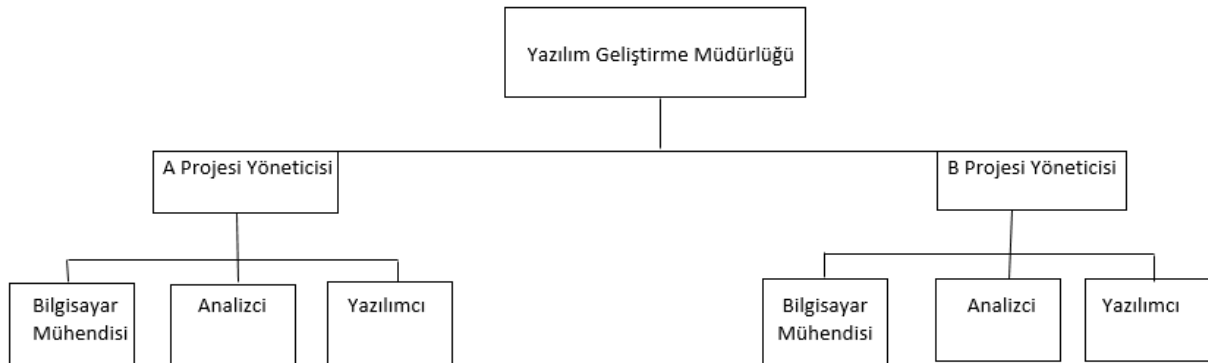 Yazılım Geliştirme Müdürlüğü
A Projesi Yöneticisi
B Projesi Yöneticisi
Bilgisayar
Mühendisi
Analizci
Yazılımcı
Bilgisayar
Mühendisi
Analizci
Yazılımcı